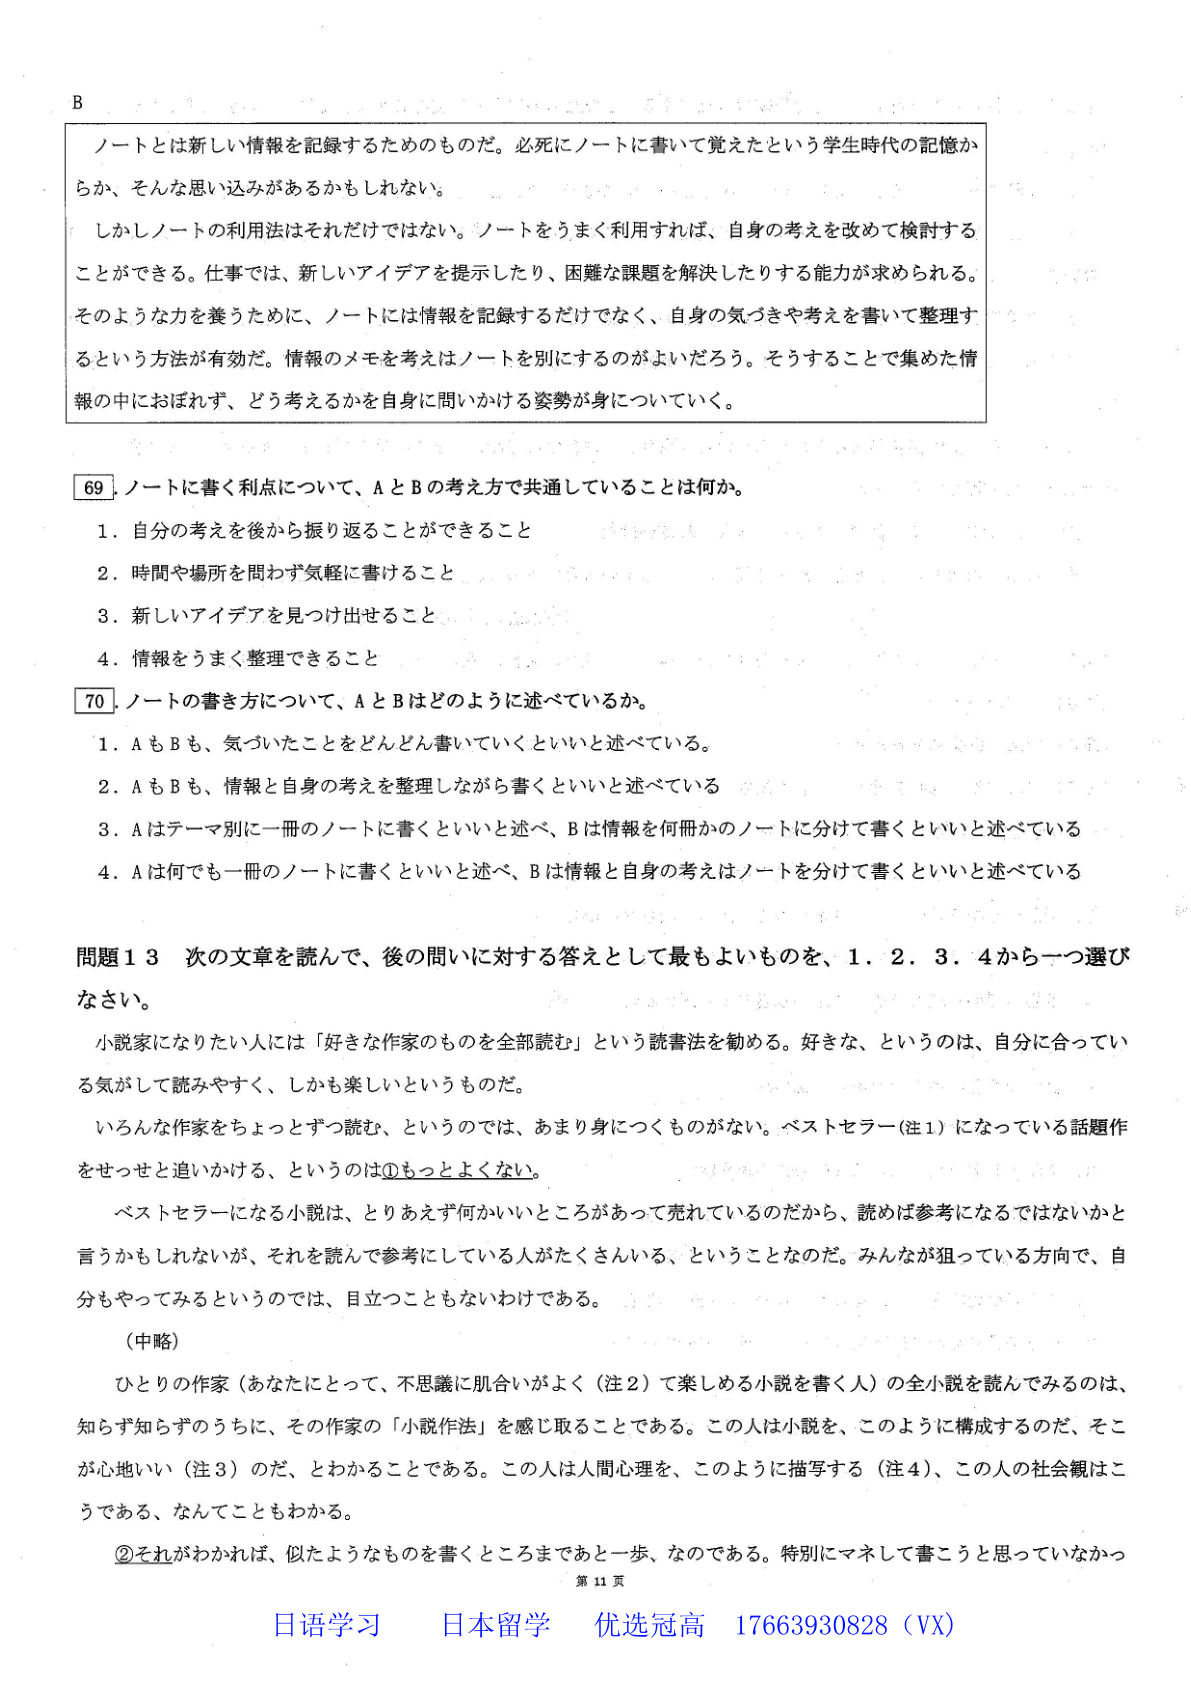 B
ノートとは新しい情報を記録するためのものだ。必死にノートに書いて覚えたという学生時代の記憶か
らか、そんな思い込みがあるかもしれない。
しかしノートの利用法はそれだけではない。ノートをうまく利用すれば、自身の考えを改めて検討する
ことができる。仕事では、新しいアイデアを提示したり、困難な課題を解決したりする能力が求められる。
そのような力を養うために、ノートには情報を記録するだけでなく、自身の気づきや考えを書いて整理す
るという方法が有効だ。情報のメモを考えはノートを別にするのがよいだろう。そうすることで集めた情
報の中におぼれず、どう考えるかを自身に問いかける姿勢が身についていく。
69.ノートに書く利点について、AとBの考え方で共通していることは何か。
1．自分の考えを後から振り返ることができること
2．時間や場所を問わず気軽に書けること
3．新しいアイデアを見つけ出せること
4．情報をうまく整理できること
70.ノートの書き方について、AとBはどのように述べているか。
1．AもBも、気づいたことをどんどん書いていくといいと述べている。
2．AもBも、情報と自身の考えを整理しながら書くといいと述べている
3．Aはテーマ別に一冊のノートに書くといいと述べ、Bは情報を何冊かのノートに分けて書くといいと述べている
4．Aは何でも一冊のノートに書くといいと述べ、Bは情報と自身の考えはノートを分けて書くといいと述べている
問題１３　次の文章を読んで、後の問いに対する答えとして最もよいものを、１．２．３．４から一つ選び
なさい。
小説家になりたい人には「好きな作家のものを全部読む」という読書法を勧める。好きな、というのは、自分に合ってい
る気がして読みやすく、しかも楽しいというものだ。
いろんな作家をちょっとずつ読む、というのでは、あまり身につくものがない。ベストセラー(注１）になっている話題作
をせっせと追いかける、というのは①もっとよくない。
ベストセラーになる小説は、とりあえず何かいいところがあって売れているのだから、読めば参考になるではないかと
言うかもしれないが、それを読んで参考にしている人がたくさんいる、ということなのだ。みんなが狙っている方向で、自
分もやってみるというのでは、目立つこともないわけである。
（中略）
ひとりの作家（あなたにとって、不思議に肌合いがよく（注２）て楽しめる小説を書く人）の全小説を読んでみるのは、
知らず知らずのうちに、その作家の「小説作法」を感じ取ることである。この人は小説を、このように構成するのだ、そこ
が心地いい（注３）のだ、とわかることである。この人は人間心理を、このように描写する（注４）、この人の社会観はこ
うである、なんてこともわかる。
②それがわかれば、似たようなものを書くところまであと一歩、なのである。特別にマネして書こうと思っていなかっ
第 11 页
日语学习　日本留学　优选冠高　17663930828（VX)